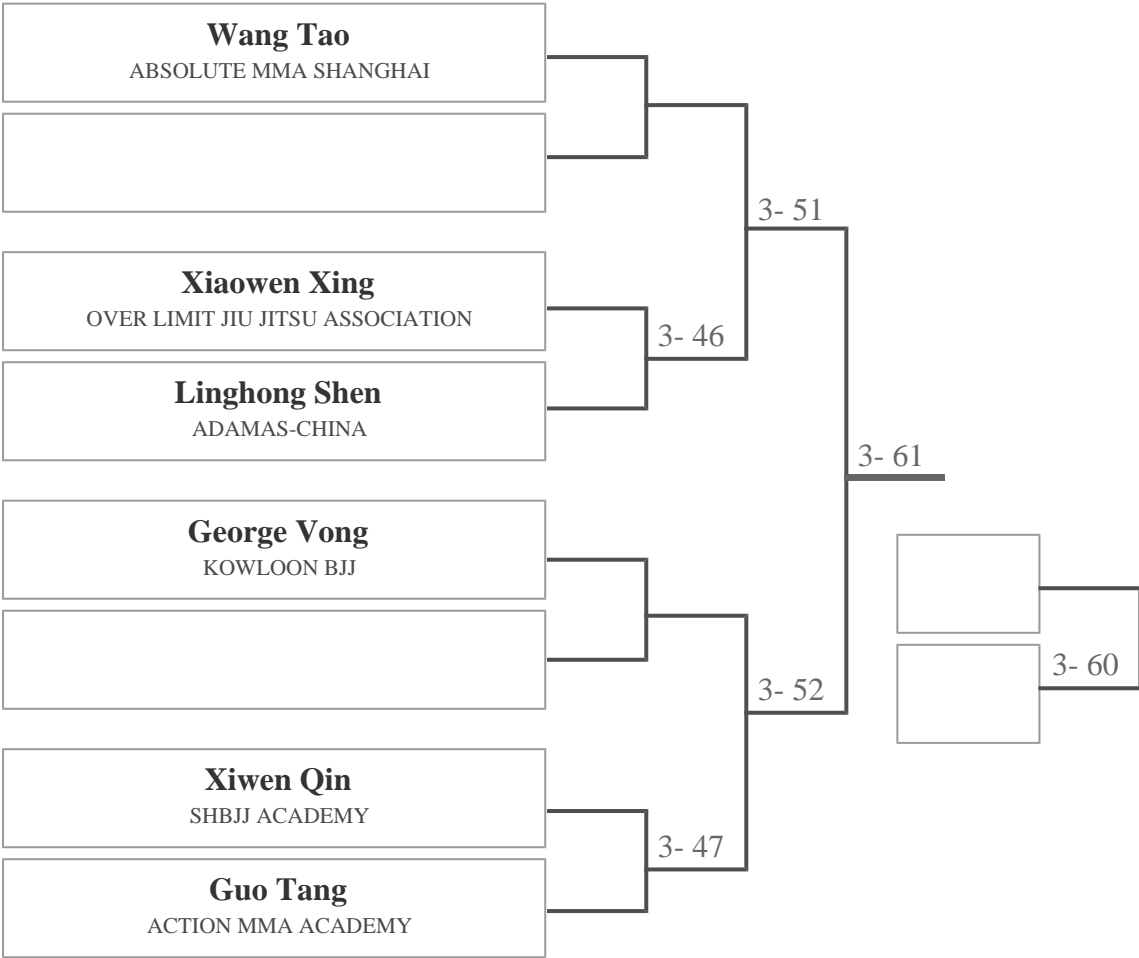 Wang Tao
ABSOLUTE MMA SHANGHAI
3- 51
Xiaowen Xing
OVER LIMIT JIU JITSU ASSOCIATION
3- 46
Linghong Shen
ADAMAS-CHINA
3- 61
George Vong
KOWLOON BJJ
3- 60
3- 52
Xiwen Qin
SHBJJ ACADEMY
3- 47
Guo Tang
ACTION MMA ACADEMY